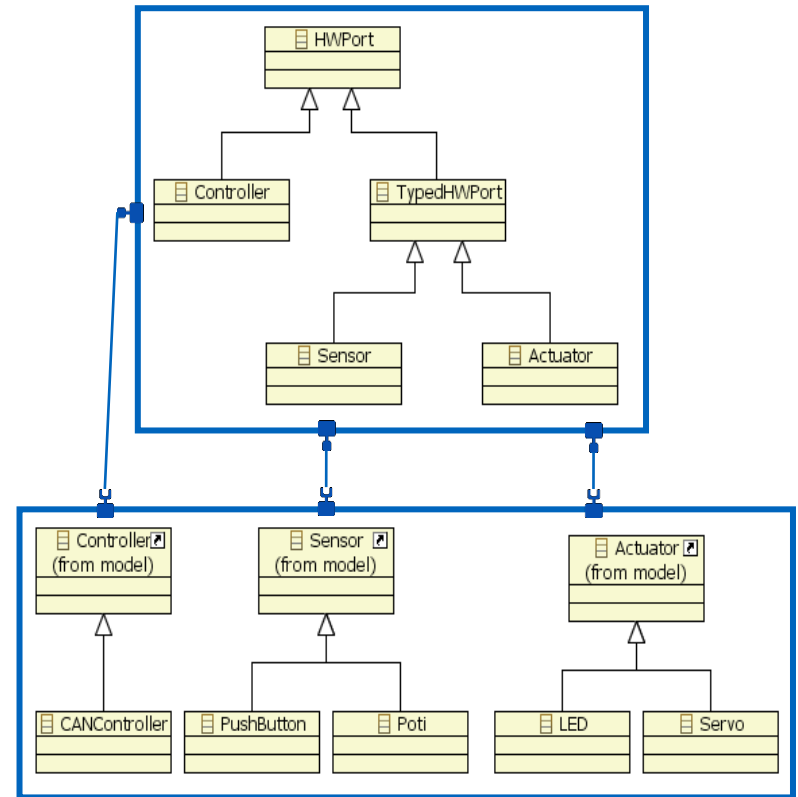 HWPort
Controller
TypedHWPort
Sensor
Actuator
Controller
(from model)
Sensor
(from model)
Actuator
(from model)
CANController
PushButton
Poti
LED
Servo